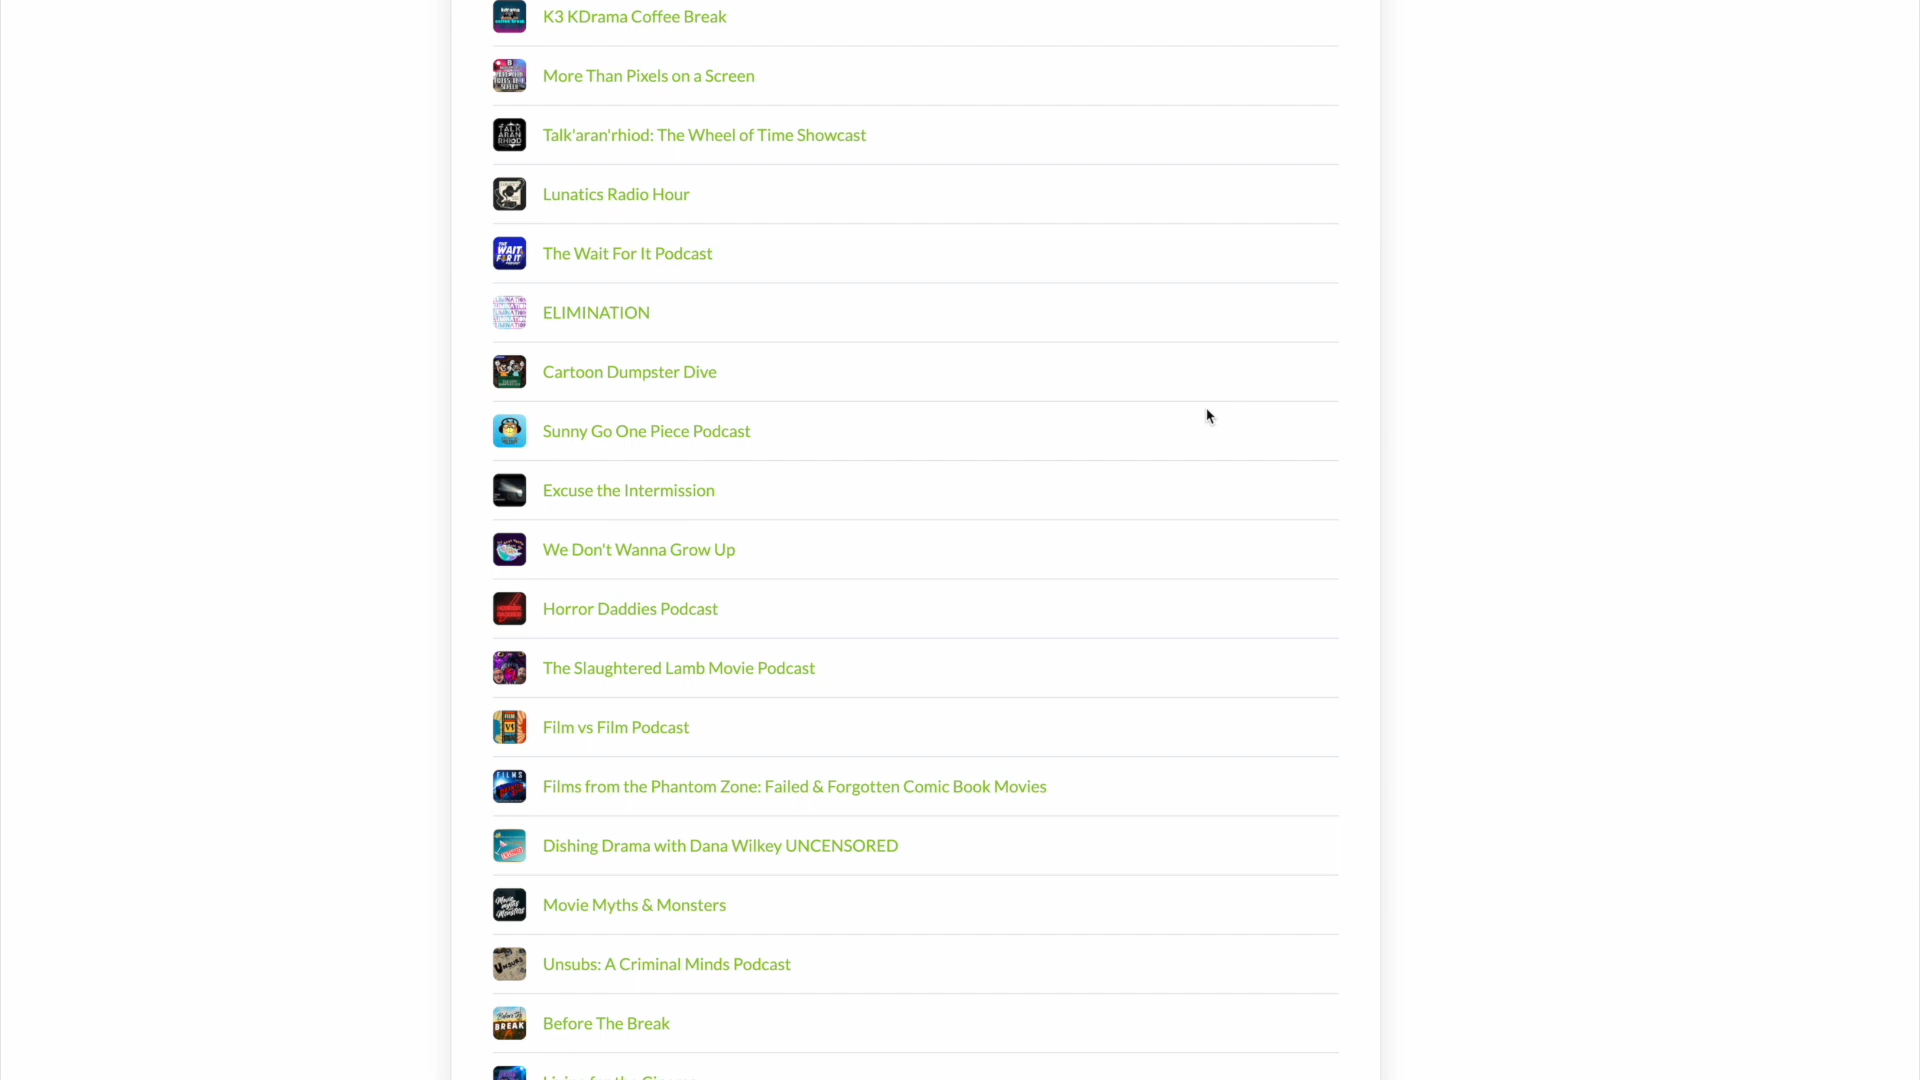 K3 KDrama Coffee Break
More Than Pixels on a Screen
Talk'aran'rhiod: The Wheel of Time Showcast
Lunatics Radio Hour
The Wait For It Podcast
ELIMINATION
Cartoon Dumpster Dive
Sunny Go One Piece Podcast
Excuse the Intermission
We Don't Wanna Grow Up
Horror Daddies Podcast
The Slaughtered Lamb Movie Podcast
Film vs Film Podcast
Films from the Phantom Zone: Failed & Forgotten Comic Book Movies
Dishing Drama with Dana Wilkey UNCENSORED
Movie Myths & Monsters
Unsubs: A Criminal Minds Podcast
Before The Break